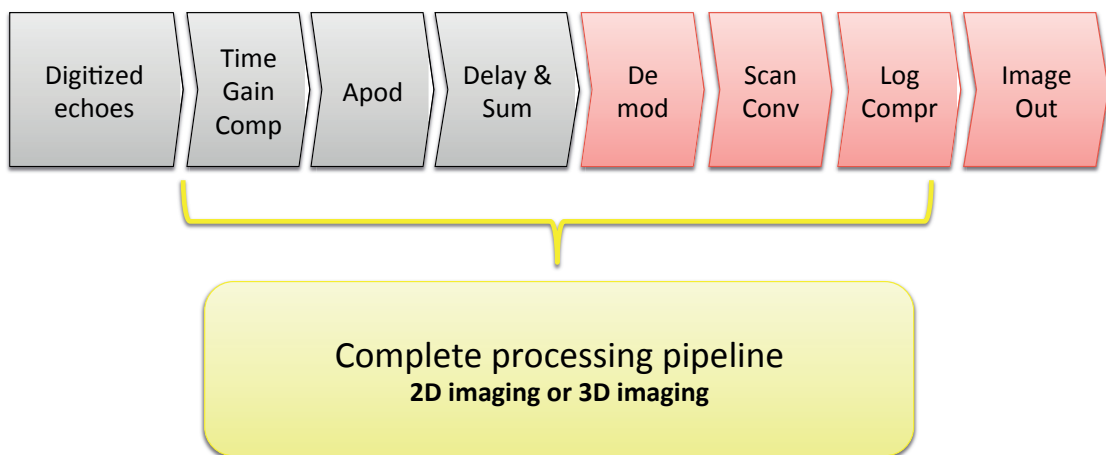 Digitized
echoes
Time
Gain
Comp
Apod
Delay &
Sum
De
mod
Scan
Conv
Log
Compr
Image
Out
Complete processing pipeline
2D imaging or 3D imaging